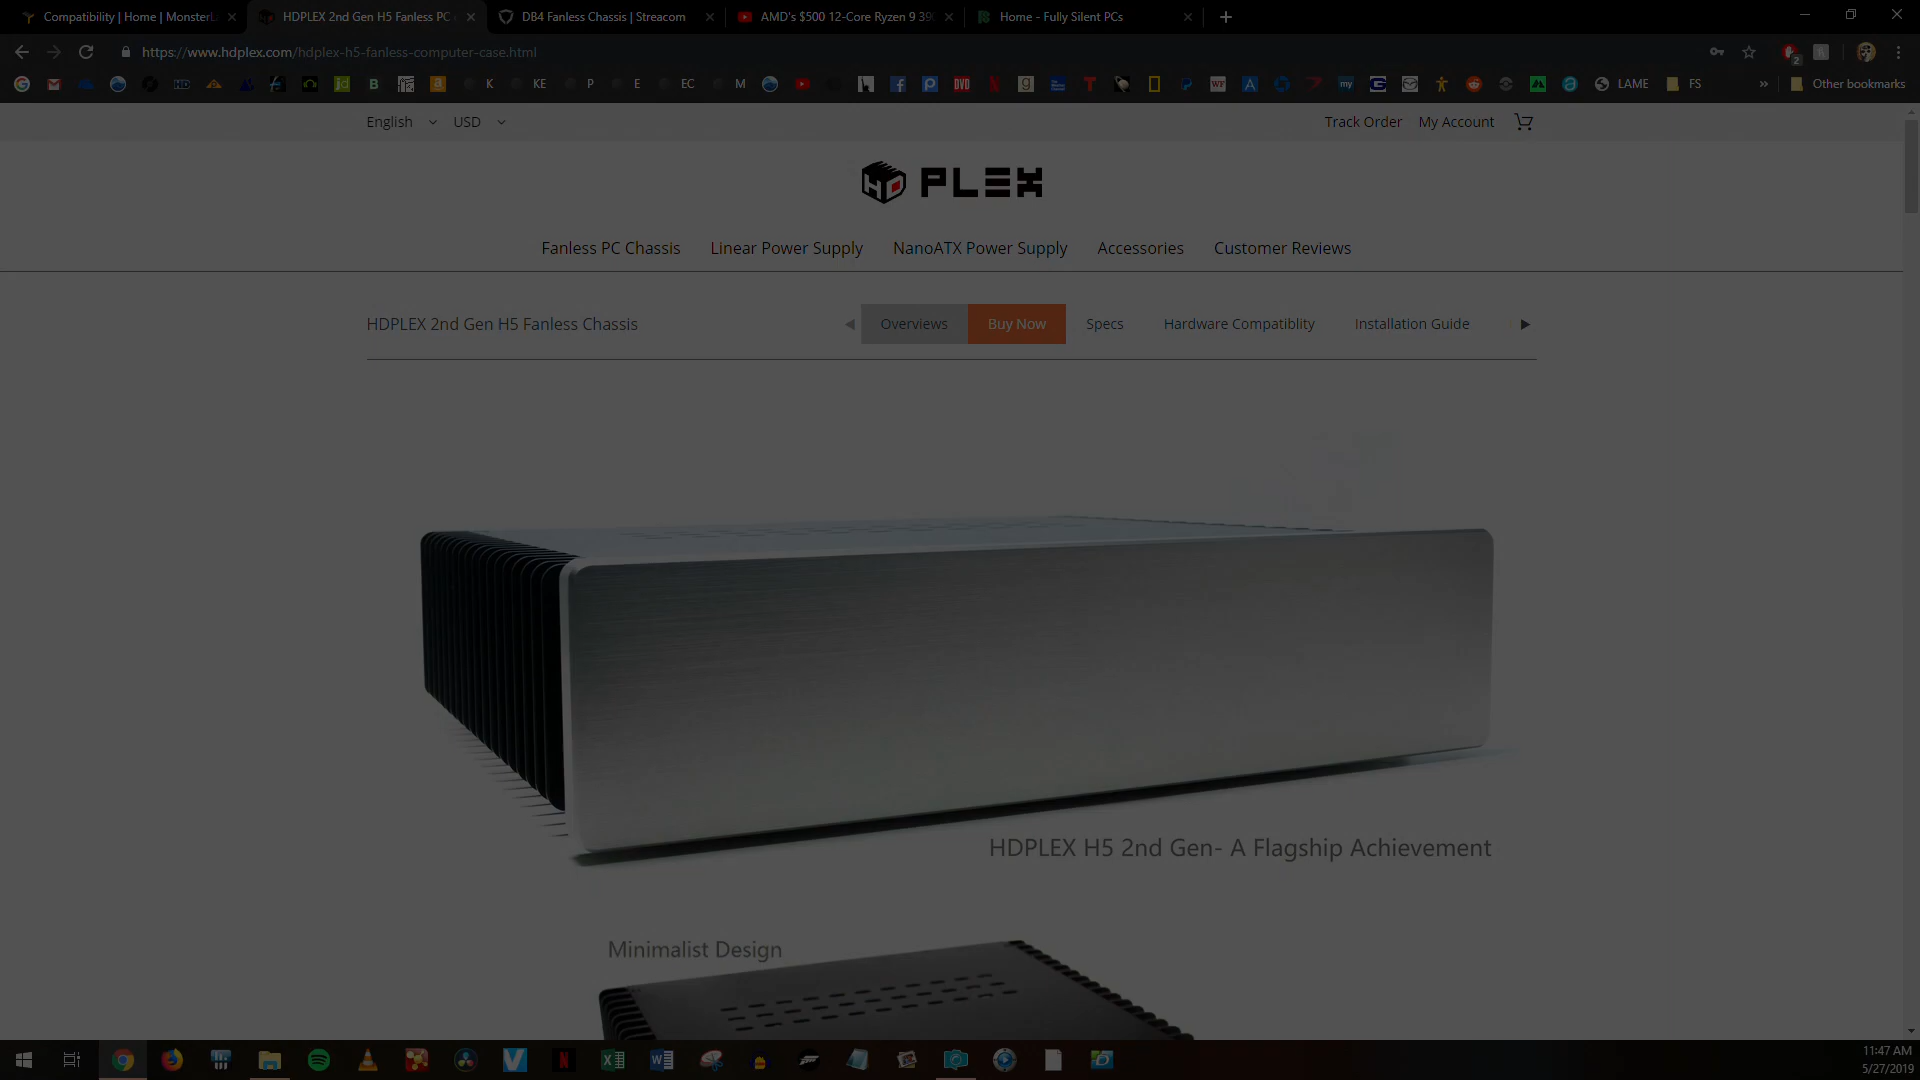 Compatibility | Home | MonsterL
HDPLEX 2nd Gen H5 Fanless PC
DB4 Fanless Chassis | Streacom
AMD's $500 12-Core Ryzen 9 39
Home - Fully Silent PCs
https://www.hdplex.com/hdplex-h5-fanless-computer-case.html
2
K
KE
P
E
EC
M
LAME
FS
»
Other bookmarks
English
USD
Track Order
My Account
HD PLEX
Fanless PC Chassis
Linear Power Supply
NanoATX Power Supply
Accessories
Customer Reviews
HDPLEX 2nd Gen H5 Fanless Chassis
Overviews
Buy Now
Specs
Hardware Compatiblity
Installation Guide
HDPLEX H5 2nd Gen- A Flagship Achievement
Minimalist Design
11:47 AM
5/27/2019